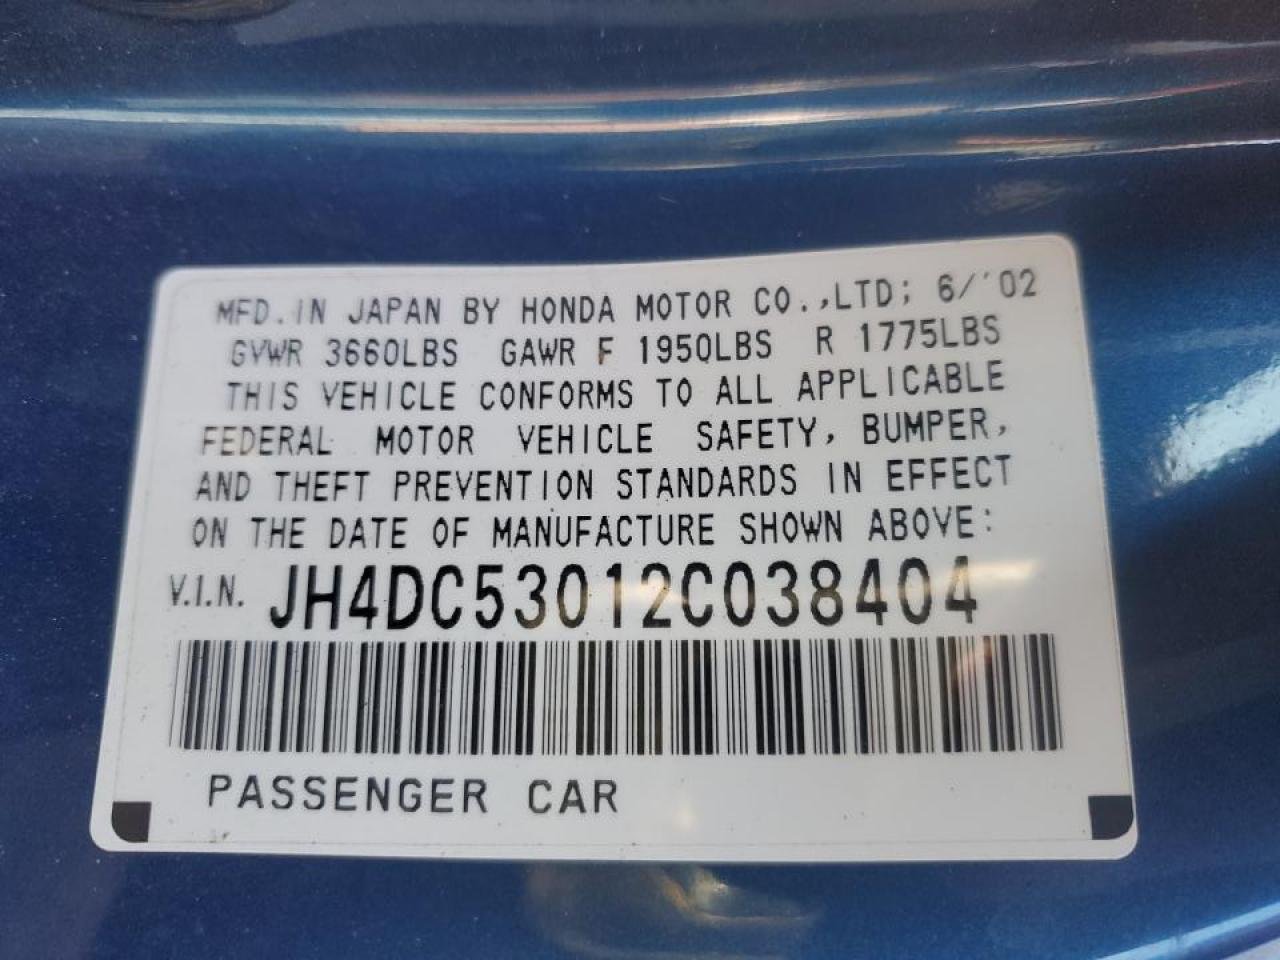 MFD. IN JAPAN BY HONDA MOTOR CO.,LTD; 6/'02
GVWR 3660LBS GAWR F 1950LBS R 1775LBS
THIS VEHICLE CONFORMS TO ALL APPLICABLE
FEDERAL MOTOR VEHICLE SAFETY, BUMPER,
AND THEFT PREVENTION STANDARDS IN EFFECT
ON THE DATE OF MANUFACTURE SHOWN ABOVE:
V.I.N. JH4DC53012C038404
PASSENGER CAR